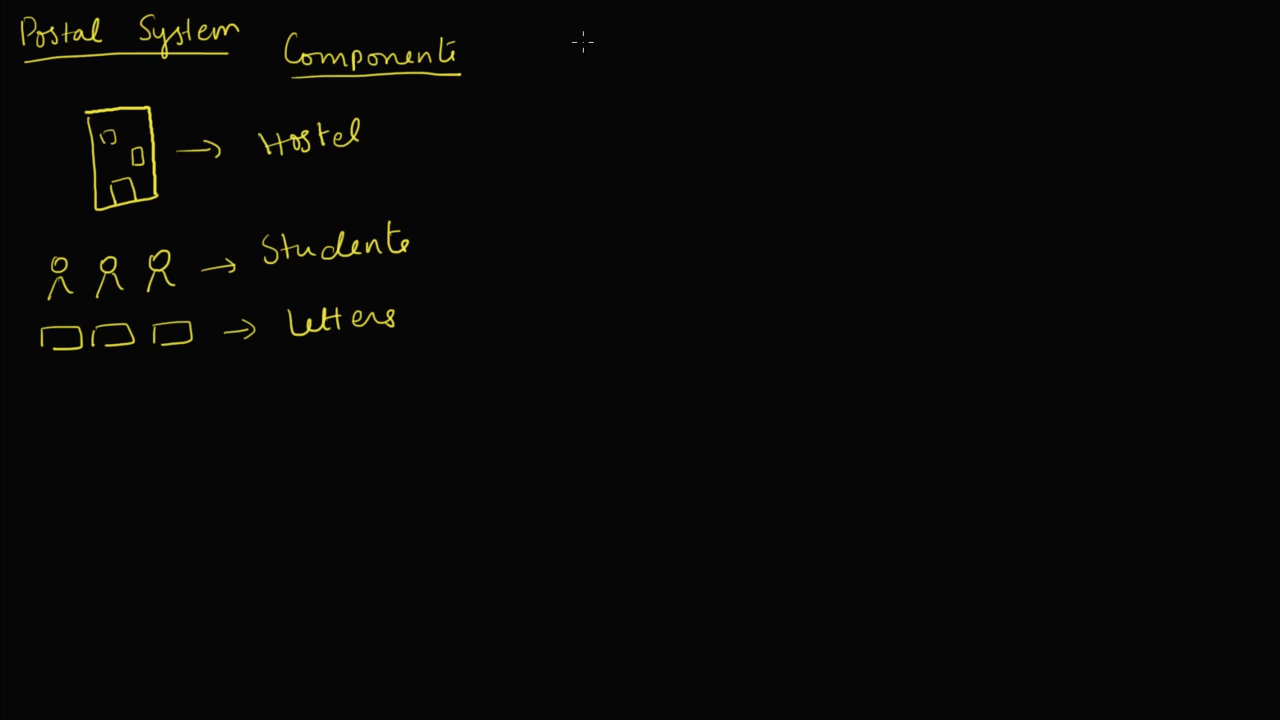 Postal System
Components
Hostel
Students
Letters